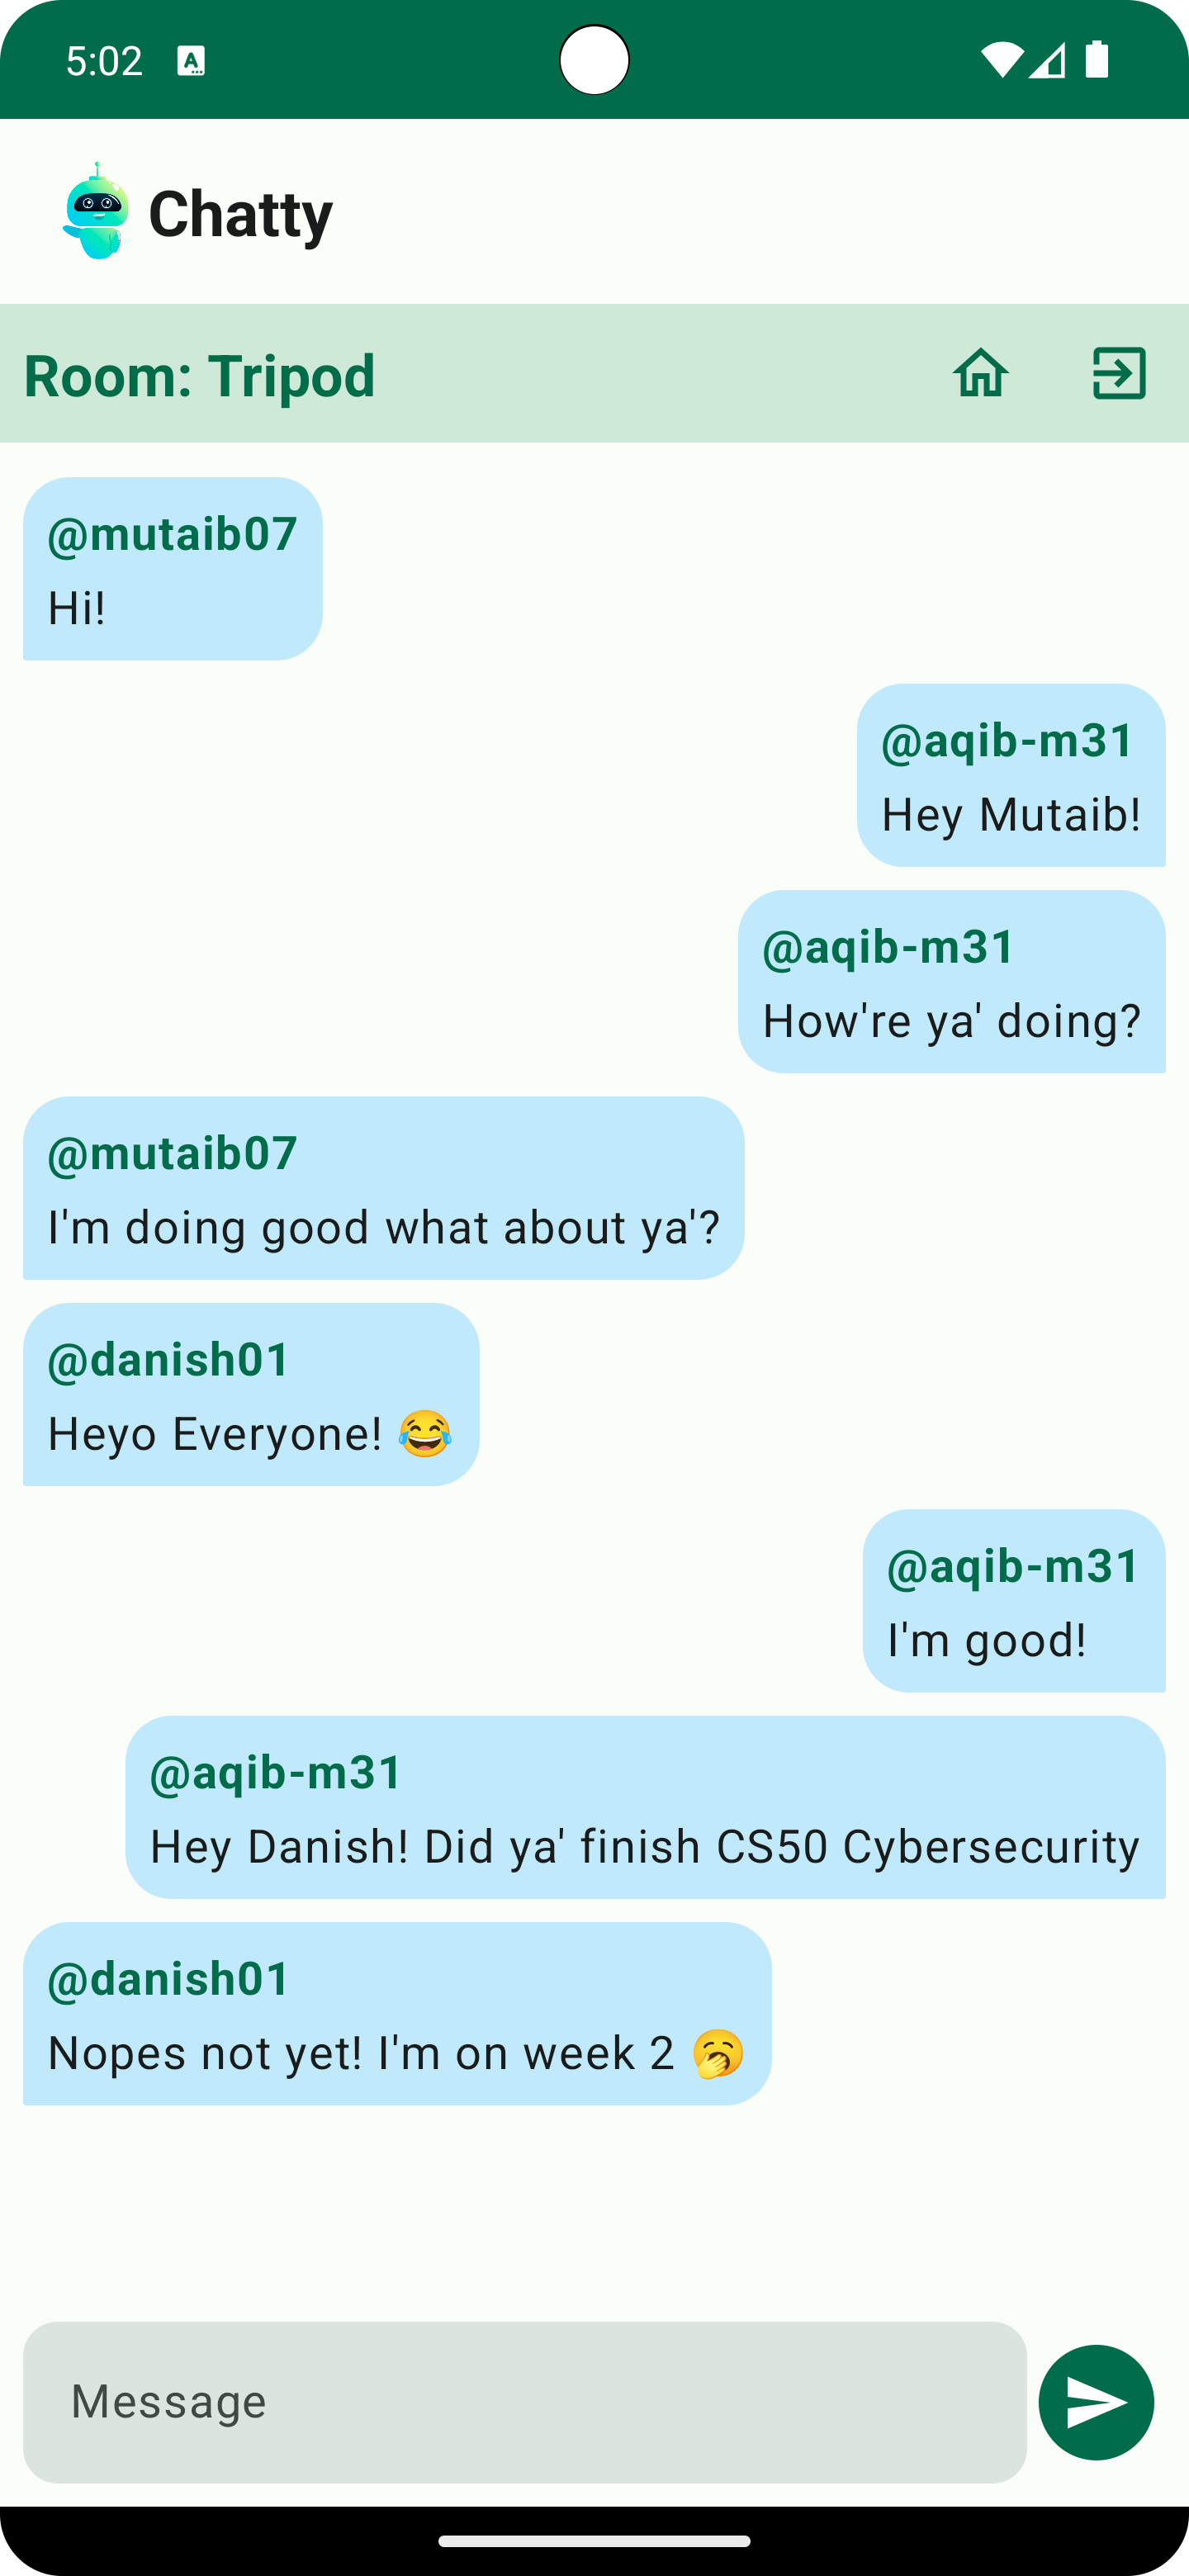 5:02
Chatty
Room: Tripod
@mutaib07
Hi!
@aqib-m31
Hey Mutaib!
@aqib-m31
How're ya' doing?
@mutaib07
I'm doing good what about ya'?
@danish01
Heyo Everyone! 😂
@aqib-m31
I'm good!
@aqib-m31
Hey Danish! Did ya' finish CS50 Cybersecurity
@danish01
Nopes not yet! I'm on week 2 🥱
Message